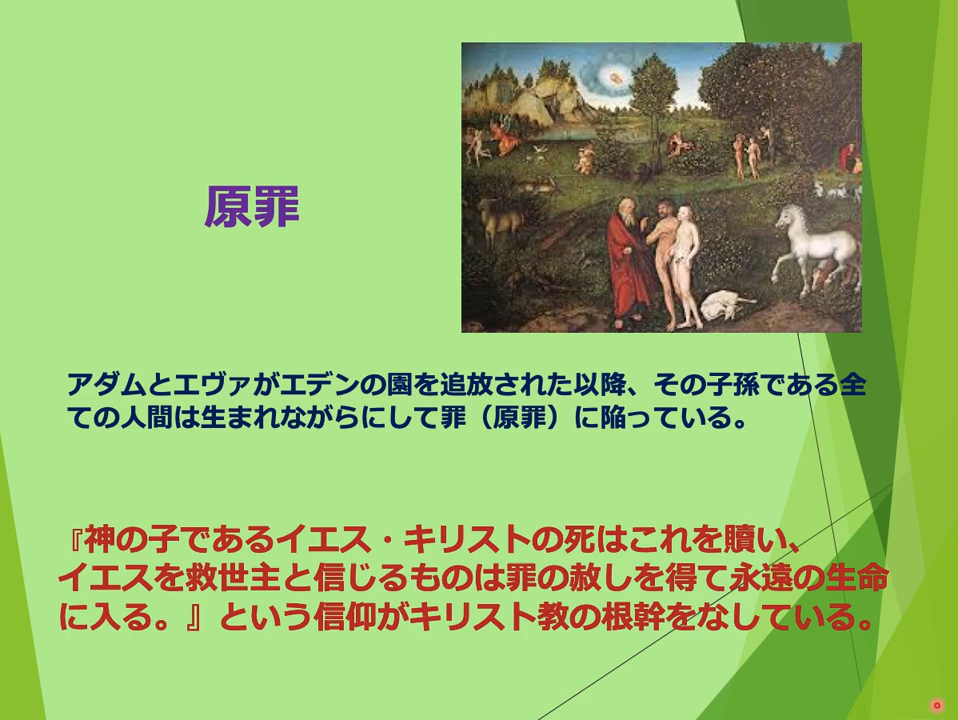 原罪
アダムとエヴァがエデンの園を追放された以降、その子孫である全
ての人間は生まれながらにして罪（原罪）に陥っている。
『神の子であるイエス・キリストの死はこれを贖い、
イエスを救世主と信じるものは罪の赦しを得て永遠の生命
に入る。』という信仰がキリスト教の根幹をなしている。